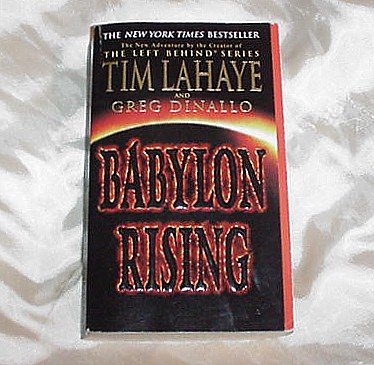 THE NEW YORK TIMES BESTSELLER
The New Adventure by the Creator of
THE LEFT BEHIND® SERIES
TIM LAHAYE
AND
GREG DINALLO
BABYLON
RISING